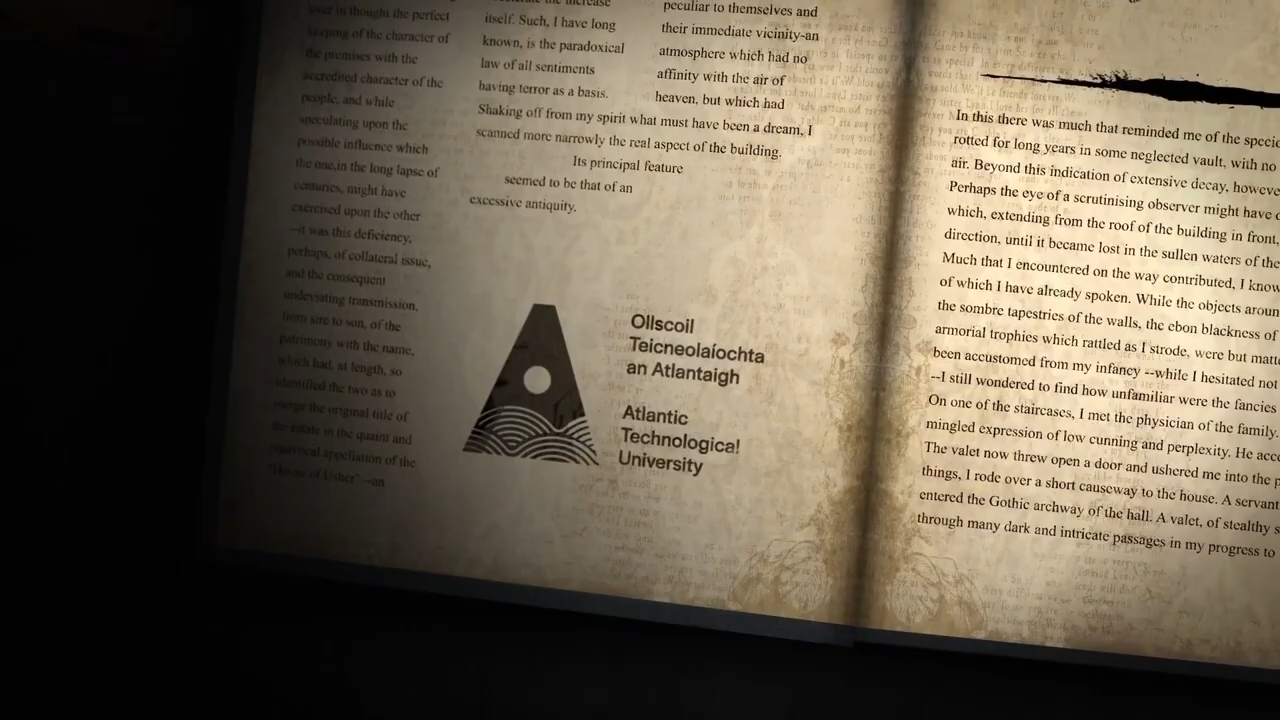 over in thought the perfect
keeping of the character of
the premises with the
accredited character of the
people, and while
speculating upon the
possible influence which
the one,in the long lapse of
centuries, might have
exercised upon the other
--it was this deficiency,
perhaps, of collateral issue,
and the consequent
undeviating transmission,
from sire to son, of the
patrimony with the name,
which had, at length, so
identified the two as to
merge the original title of
the estate in the quaint and
equivocal appellation of the
"House of Usher" --an
itself. Such, I have long
known, is the paradoxical
law of all sentiments
having terror as a basis.
peculiar to themselves and
their immediate vicinity-an
atmosphere which had no
affinity with the air of
heaven, but which had
Shaking off from my spirit what must have been a dream, I
scanned more narrowly the real aspect of the building.
Its principal feature
seemed to be that of an
excessive antiquity.
Ollscoil
Teicneolaíochta
an Atlantaigh
Atlantic
Technological
University
In this there was much that reminded me of the specio
rotted for long years in some neglected vault, with no
air. Beyond this indication of extensive decay, howeve
Perhaps the eye of a scrutinising observer might have d
which, extending from the roof of the building in front,
direction, until it became lost in the sullen waters of the
Much that I encountered on the way contributed, I know
of which I have already spoken. While the objects aroun
the sombre tapestries of the walls, the ebon blackness of
armorial trophies which rattled as I strode, were but matte
been accustomed from my infancy --while I hesitated not
--I still wondered to find how unfamiliar were the fancies
On one of the staircases, I met the physician of the family.
mingled expression of low cunning and perplexity. He acc
The valet now threw open a door and ushered me into the p
things, I rode over a short causeway to the house. A servant
entered the Gothic archway of the hall. A valet, of stealthy s
through many dark and intricate passages in my progress to